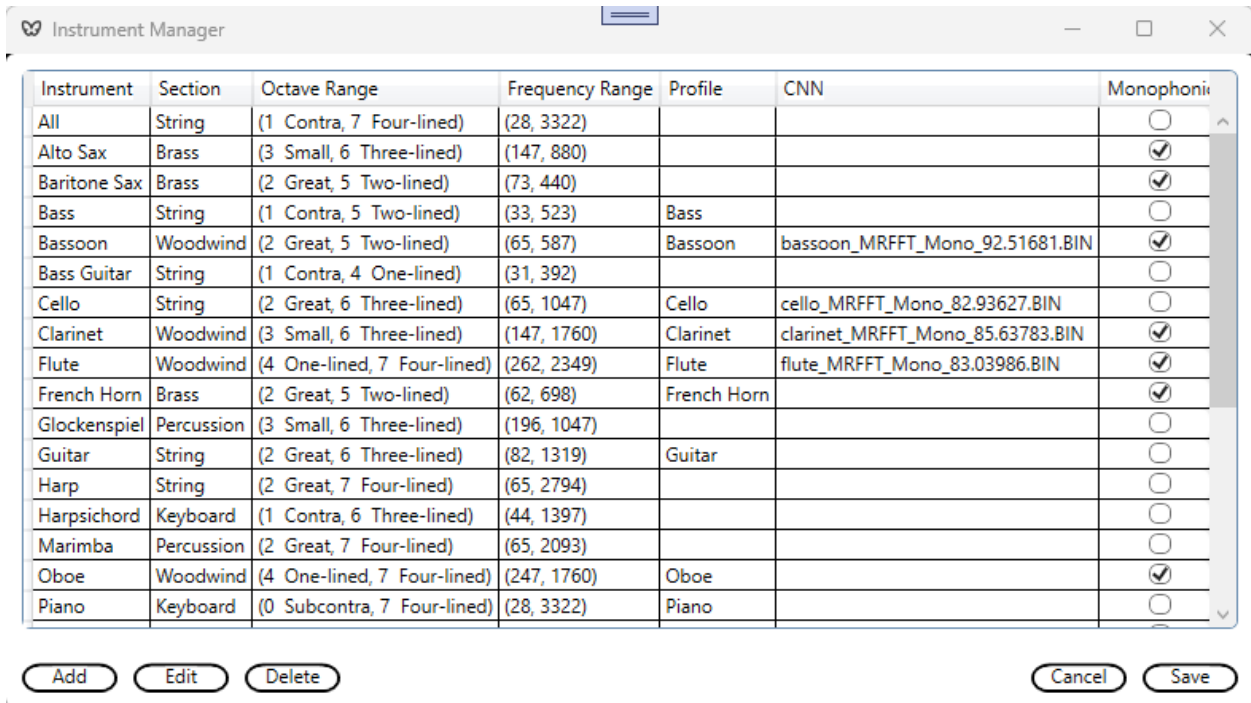 Instrument Manager
Instrument Section Octave Range Frequency Range Profile CNN Monophonic
All String (1 Contra, 7 Four-lined) (28, 3322)
Alto Sax Brass (3 Small, 6 Three-lined) (147, 880)
Baritone Sax Brass (2 Great, 5 Two-lined) (73, 440)
Bass String (1 Contra, 5 Two-lined) (33, 523) Bass
Bassoon Woodwind (2 Great, 5 Two-lined) (65, 587) Bassoon bassoon_MRFFT_Mono_92.51681.BIN
Bass Guitar String (1 Contra, 4 One-lined) (31, 392)
Cello String (2 Great, 6 Three-lined) (65, 1047) Cello cello_MRFFT_Mono_82.93627.BIN
Clarinet Woodwind (3 Small, 6 Three-lined) (147, 1760) Clarinet clarinet_MRFFT_Mono_85.63783.BIN
Flute Woodwind (4 One-lined, 7 Four-lined) (262, 2349) Flute flute_MRFFT_Mono_83.03986.BIN
French Horn Brass (2 Great, 5 Two-lined) (62, 698) French Horn
Glockenspiel Percussion (3 Small, 6 Three-lined) (196, 1047)
Guitar String (2 Great, 6 Three-lined) (82, 1319) Guitar
Harp String (2 Great, 7 Four-lined) (65, 2794)
Harpsichord Keyboard (1 Contra, 6 Three-lined) (44, 1397)
Marimba Percussion (2 Great, 7 Four-lined) (65, 2093)
Oboe Woodwind (4 One-lined, 7 Four-lined) (247, 1760) Oboe
Piano Keyboard (0 Subcontra, 7 Four-lined) (28, 3322) Piano
Add Edit Delete Cancel Save